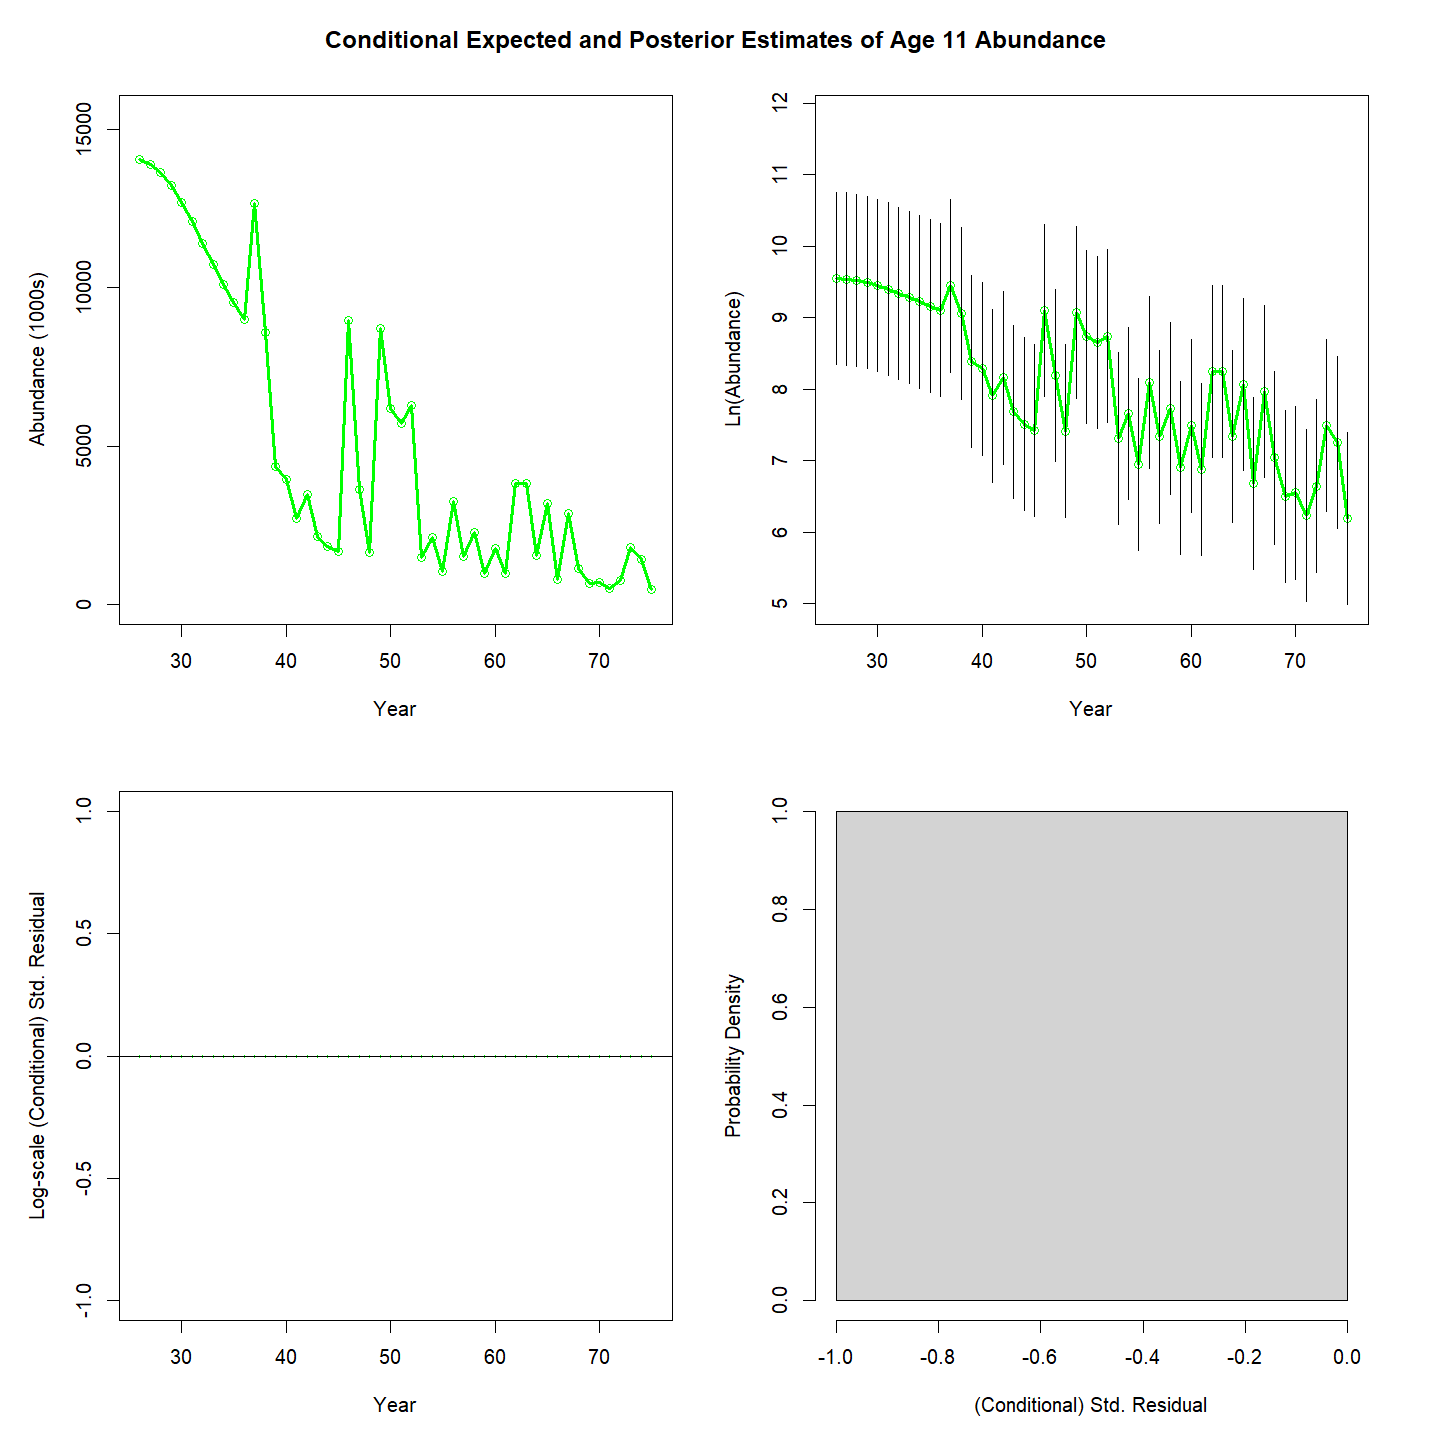 Conditional Expected and Posterior Estimates of Age 11 Abundance
Abundance (1000s)
15000
10000
5000
0
30 40 50 60 70
Year
Ln(Abundance)
12
11
10
9
8
7
6
5
30 40 50 60 70
Year
Log-scale (Conditional) Std. Residual
1.0
0.5
0.0
-0.5
-1.0
30 40 50 60 70
Year
Probability Density
1.0
0.8
0.6
0.4
0.2
0.0
-1.0 -0.8 -0.6 -0.4 -0.2 0.0
(Conditional) Std. Residual